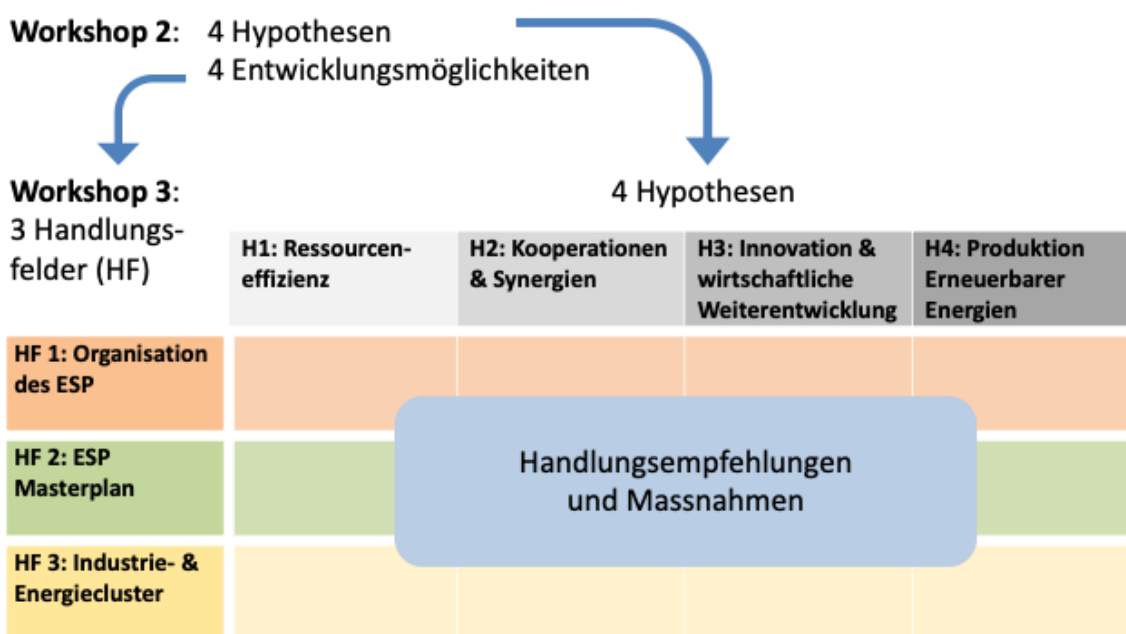 Workshop 2: 4 Hypothesen
4 Entwicklungsmöglichkeiten
Workshop 3:
3 Handlungs-
felder (HF)
4 Hypothesen
H1: Ressourcen-
effizienz
H2: Kooperationen
& Synergien
H3: Innovation &
wirtschaftliche
Weiterentwicklung
H4: Produktion
Erneuerbarer
Energien
HF 1: Organisation
des ESP
HF 2: ESP
Masterplan
HF 3: Industrie- &
Energiecluster
Handlungsempfehlungen
und Massnahmen